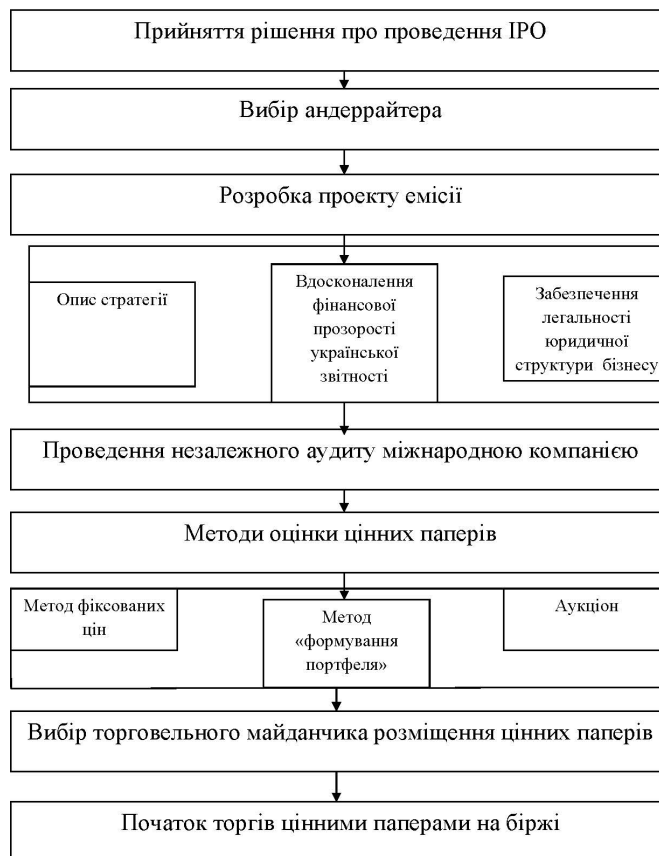 Прийняття рішення про проведення IPO
Вибір андеррайтера
Розробка проекту емісії
Опис стратегії
Вдосконалення
фінансової
прозорості
української
звітності
Забезпечення
легальності
юридичної
структури бізнесу
Проведення незалежного аудиту міжнародною компанією
Методи оцінки цінних паперів
Метод фіксованих
цін
Метод
«формування
портфеля»
Аукціон
Вибір торговельного майданчика розміщення цінних паперів
Початок торгів цінними паперами на біржі